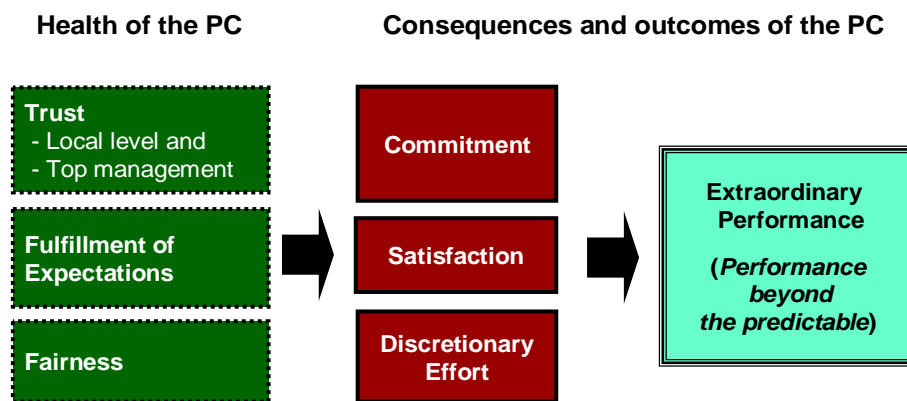 Health of the PC
Consequences and outcomes of the PC
Trust
- Local level and
- Top management
Fulfillment of
Expectations
Fairness
Commitment
Satisfaction
Discretionary
Effort
Extraordinary
Performance
(Performance
beyond
the predictable)